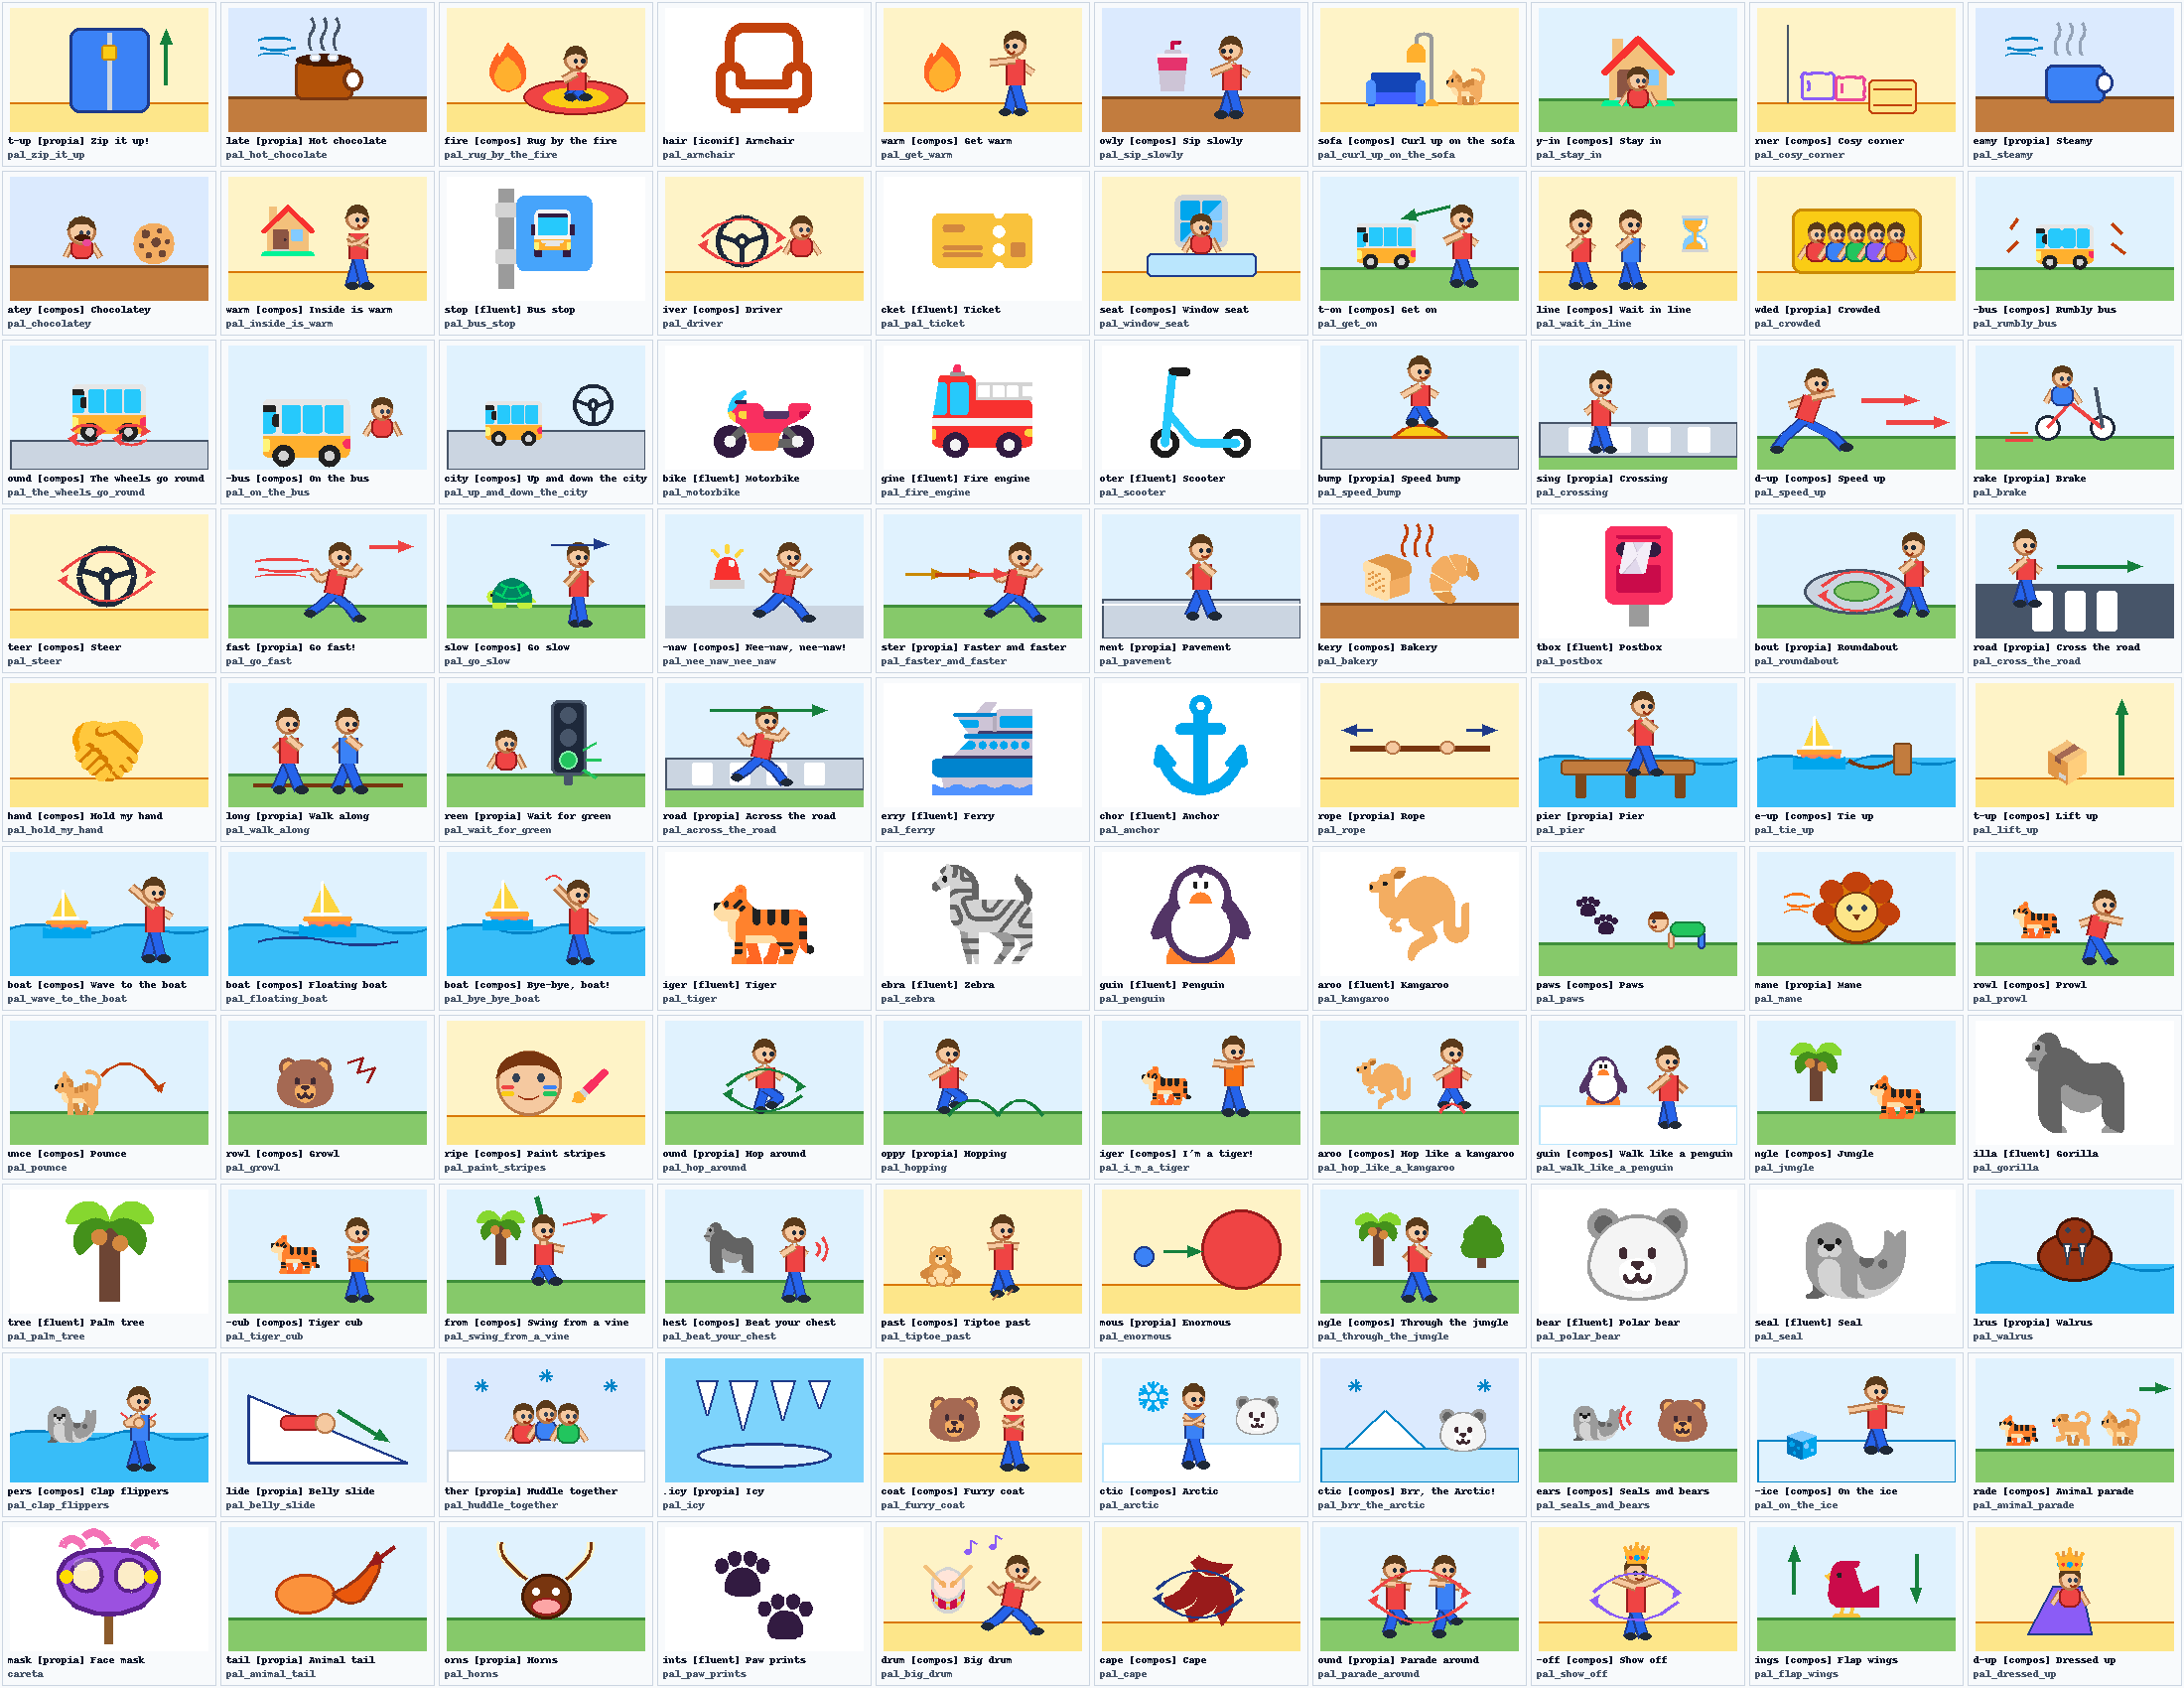 t-up [propia] Zip it up!
pal_zip_it_up
late [propia] Hot chocolate
pal_hot_chocolate
fire [compos] Rug by the fire
pal_rug_by_the_fire
hair [iconif] Armchair
pal_armchair
warm [compos] Get warm
pal_get_warm
owly [compos] Sip slowly
pal_sip_slowly
sofa [compos] Curl up on the sofa
pal_curl_up_on_the_sofa
y-in [compos] Stay in
pal_stay_in
rner [compos] Cosy corner
pal_cosy_corner
eamy [propia] Steamy
pal_steamy
atey [compos] Chocolatey
pal_chocolatey
warm [compos] Inside is warm
pal_inside_is_warm
stop [fluent] Bus stop
pal_bus_stop
iver [compos] Driver
pal_driver
cket [fluent] Ticket
pal_pal_ticket
seat [compos] Window seat
pal_window_seat
t-on [compos] Get on
pal_get_on
line [compos] Wait in line
pal_wait_in_line
wded [propia] Crowded
pal_crowded
-bus [compos] Rumbly bus
pal_rumbly_bus
ound [compos] The wheels go round
pal_the_wheels_go_round
-bus [compos] On the bus
pal_on_the_bus
city [compos] Up and down the city
pal_up_and_down_the_city
bike [fluent] Motorbike
pal_motorbike
gine [fluent] Fire engine
pal_fire_engine
oter [fluent] Scooter
pal_scooter
bump [propia] Speed bump
pal_speed_bump
sing [propia] Crossing
pal_crossing
d-up [compos] Speed up
pal_speed_up
rake [propia] Brake
pal_brake
teer [compos] Steer
pal_steer
fast [propia] Go fast!
pal_go_fast
slow [compos] Go slow
pal_go_slow
-naw [compos] Nee-naw, nee-naw!
pal_nee_naw_nee_naw
ster [propia] Faster and faster
pal_faster_and_faster
ment [propia] Pavement
pal_pavement
kery [compos] Bakery
pal_bakery
tbox [fluent] Postbox
pal_postbox
bout [propia] Roundabout
pal_roundabout
road [propia] Cross the road
pal_cross_the_road
hand [compos] Hold my hand
pal_hold_my_hand
long [propia] Walk along
pal_walk_along
reen [propia] Wait for green
pal_wait_for_green
road [propia] Across the road
pal_across_the_road
erry [fluent] Ferry
pal_ferry
chor [fluent] Anchor
pal_anchor
rope [propia] Rope
pal_rope
pier [propia] Pier
pal_pier
e-up [compos] Tie up
pal_tie_up
t-up [compos] Lift up
pal_lift_up
boat [compos] Wave to the boat
pal_wave_to_the_boat
boat [compos] Floating boat
pal_floating_boat
boat [compos] Bye-bye, boat!
pal_bye_bye_boat
iger [fluent] Tiger
pal_tiger
ebra [fluent] Zebra
pal_zebra
guin [fluent] Penguin
pal_penguin
aroo [fluent] Kangaroo
pal_kangaroo
paws [compos] Paws
pal_paws
mane [propia] Mane
pal_mane
rowl [compos] Prowl
pal_prowl
unce [compos] Pounce
pal_pounce
rowl [compos] Growl
pal_growl
ripe [compos] Paint stripes
pal_paint_stripes
ound [propia] Hop around
pal_hop_around
oppy [propia] Hopping
pal_hopping
iger [compos] I'm a tiger!
pal_i_m_a_tiger
aroo [compos] Hop like a kangaroo
pal_hop_like_a_kangaroo
guin [compos] Walk like a penguin
pal_walk_like_a_penguin
ngle [compos] Jungle
pal_jungle
illa [fluent] Gorilla
pal_gorilla
tree [fluent] Palm tree
pal_palm_tree
-cub [compos] Tiger cub
pal_tiger_cub
from [compos] Swing from a vine
pal_swing_from_a_vine
hest [compos] Beat your chest
pal_beat_your_chest
past [compos] Tiptoe past
pal_tiptoe_past
mous [propia] Enormous
pal_enormous
ngle [compos] Through the jungle
pal_through_the_jungle
bear [fluent] Polar bear
pal_polar_bear
seal [fluent] Seal
pal_seal
lrus [propia] Walrus
pal_walrus
pers [compos] Clap flippers
pal_clap_flippers
lide [propia] Belly slide
pal_belly_slide
ther [propia] Huddle together
pal_huddle_together
.icy [propia] Icy
pal_icy
coat [compos] Furry coat
pal_furry_coat
ctic [compos] Arctic
pal_arctic
ctic [compos] Brr, the Arctic!
pal_brr_the_arctic
ears [compos] Seals and bears
pal_seals_and_bears
-ice [compos] On the ice
pal_on_the_ice
rade [compos] Animal parade
pal_animal_parade
mask [propia] Face mask
careta
tail [propia] Animal tail
pal_animal_tail
orns [propia] Horns
pal_horns
ints [fluent] Paw prints
pal_paw_prints
drum [compos] Big drum
pal_big_drum
cape [compos] Cape
pal_cape
ound [propia] Parade around
pal_parade_around
-off [compos] Show off
pal_show_off
ings [compos] Flap wings
pal_flap_wings
d-up [compos] Dressed up
pal_dressed_up